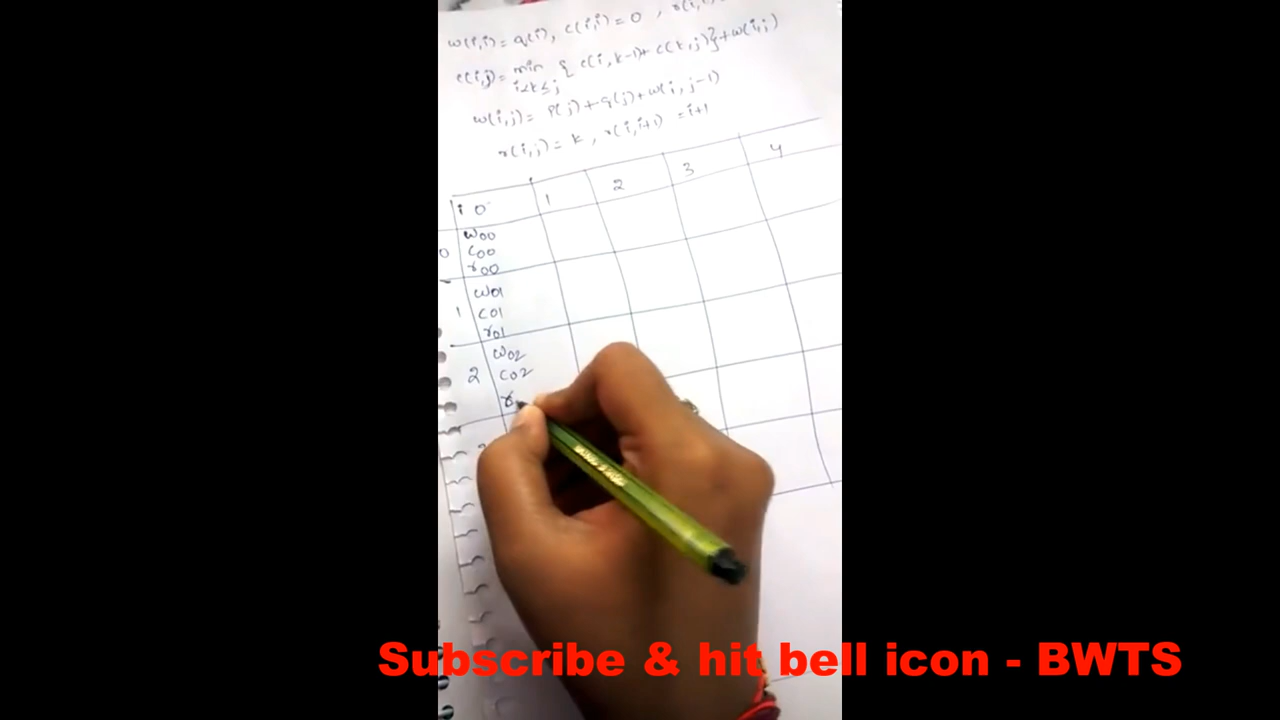 w(i,i) = q(i), c(i,i) = 0 ,
c(i,j) = min { c(i,k-1) + c(k,j)} + w(i,j)
i<k≤j
w(i,j) = P(j) + q(j) + w(i,j-1)
r(i,j) = k , r(i,i+1) = i+1
i 0 1 2 3 4
0 w00
c00
r00
1 w01
c01
r01
2 w02
c02
r
Subscribe & hit bell icon - BWTS